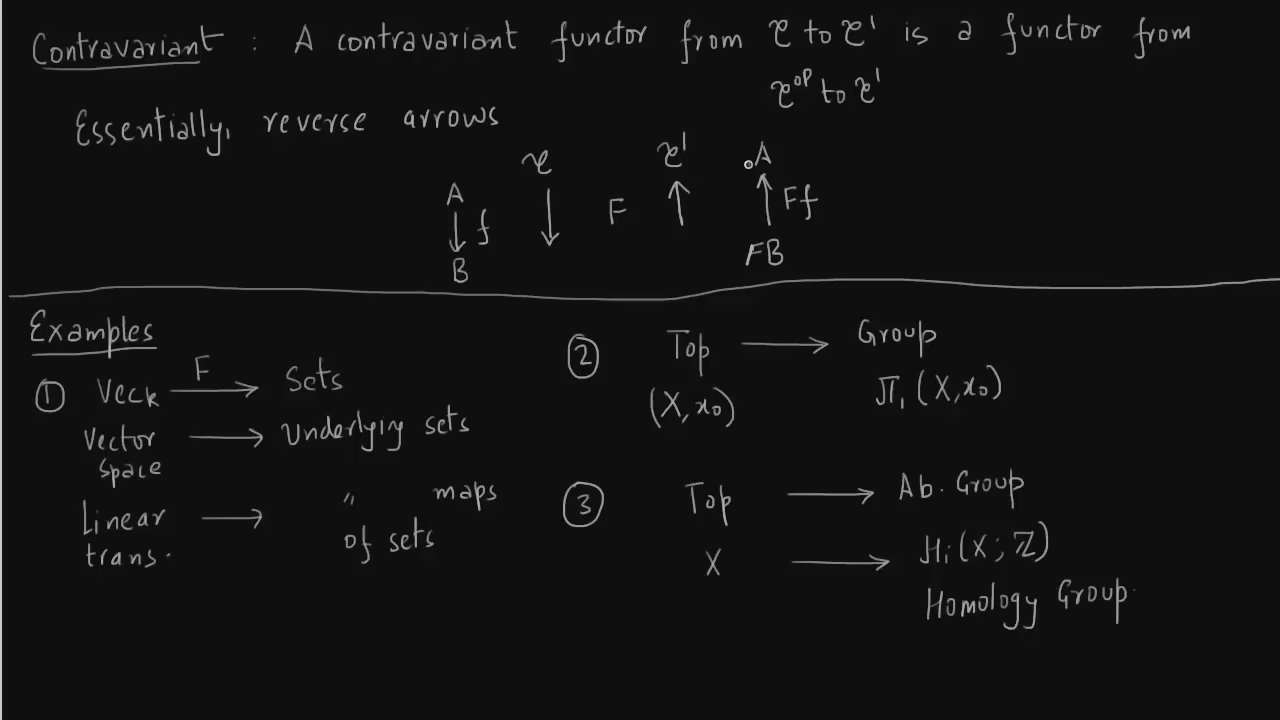 Contravariant : A contravariant functor from 𝒞 to 𝒞' is a functor from
𝒞ᵒᵖ to 𝒞'
Essentially, reverse arrows
𝒞 𝒞' .A
A ↓ f B ↓ F ↑ ↑ Ff
FB
Examples
① Veck →F Sets
Vector space → Underlying sets
Linear trans. → " maps of sets
② Top → Group
(X, x₀) π₁(X, x₀)
③ Top → Ab. Group
X → Hᵢ(X; ℤ)
Homology Group